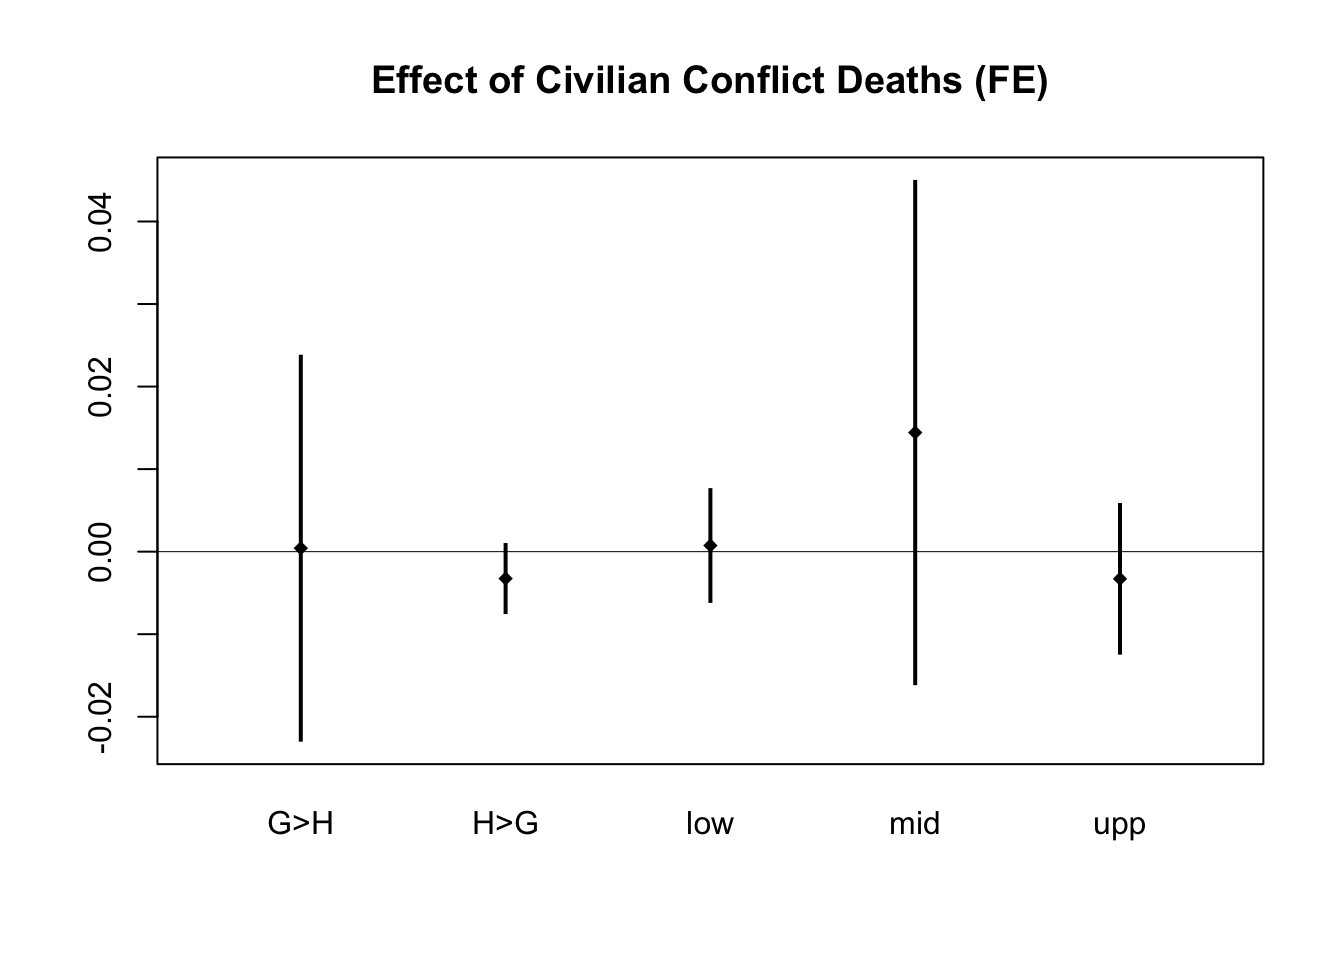 Effect of Civilian Conflict Deaths (FE)
0.04
0.02
0.00
-0.02
G>H H>G low mid upp